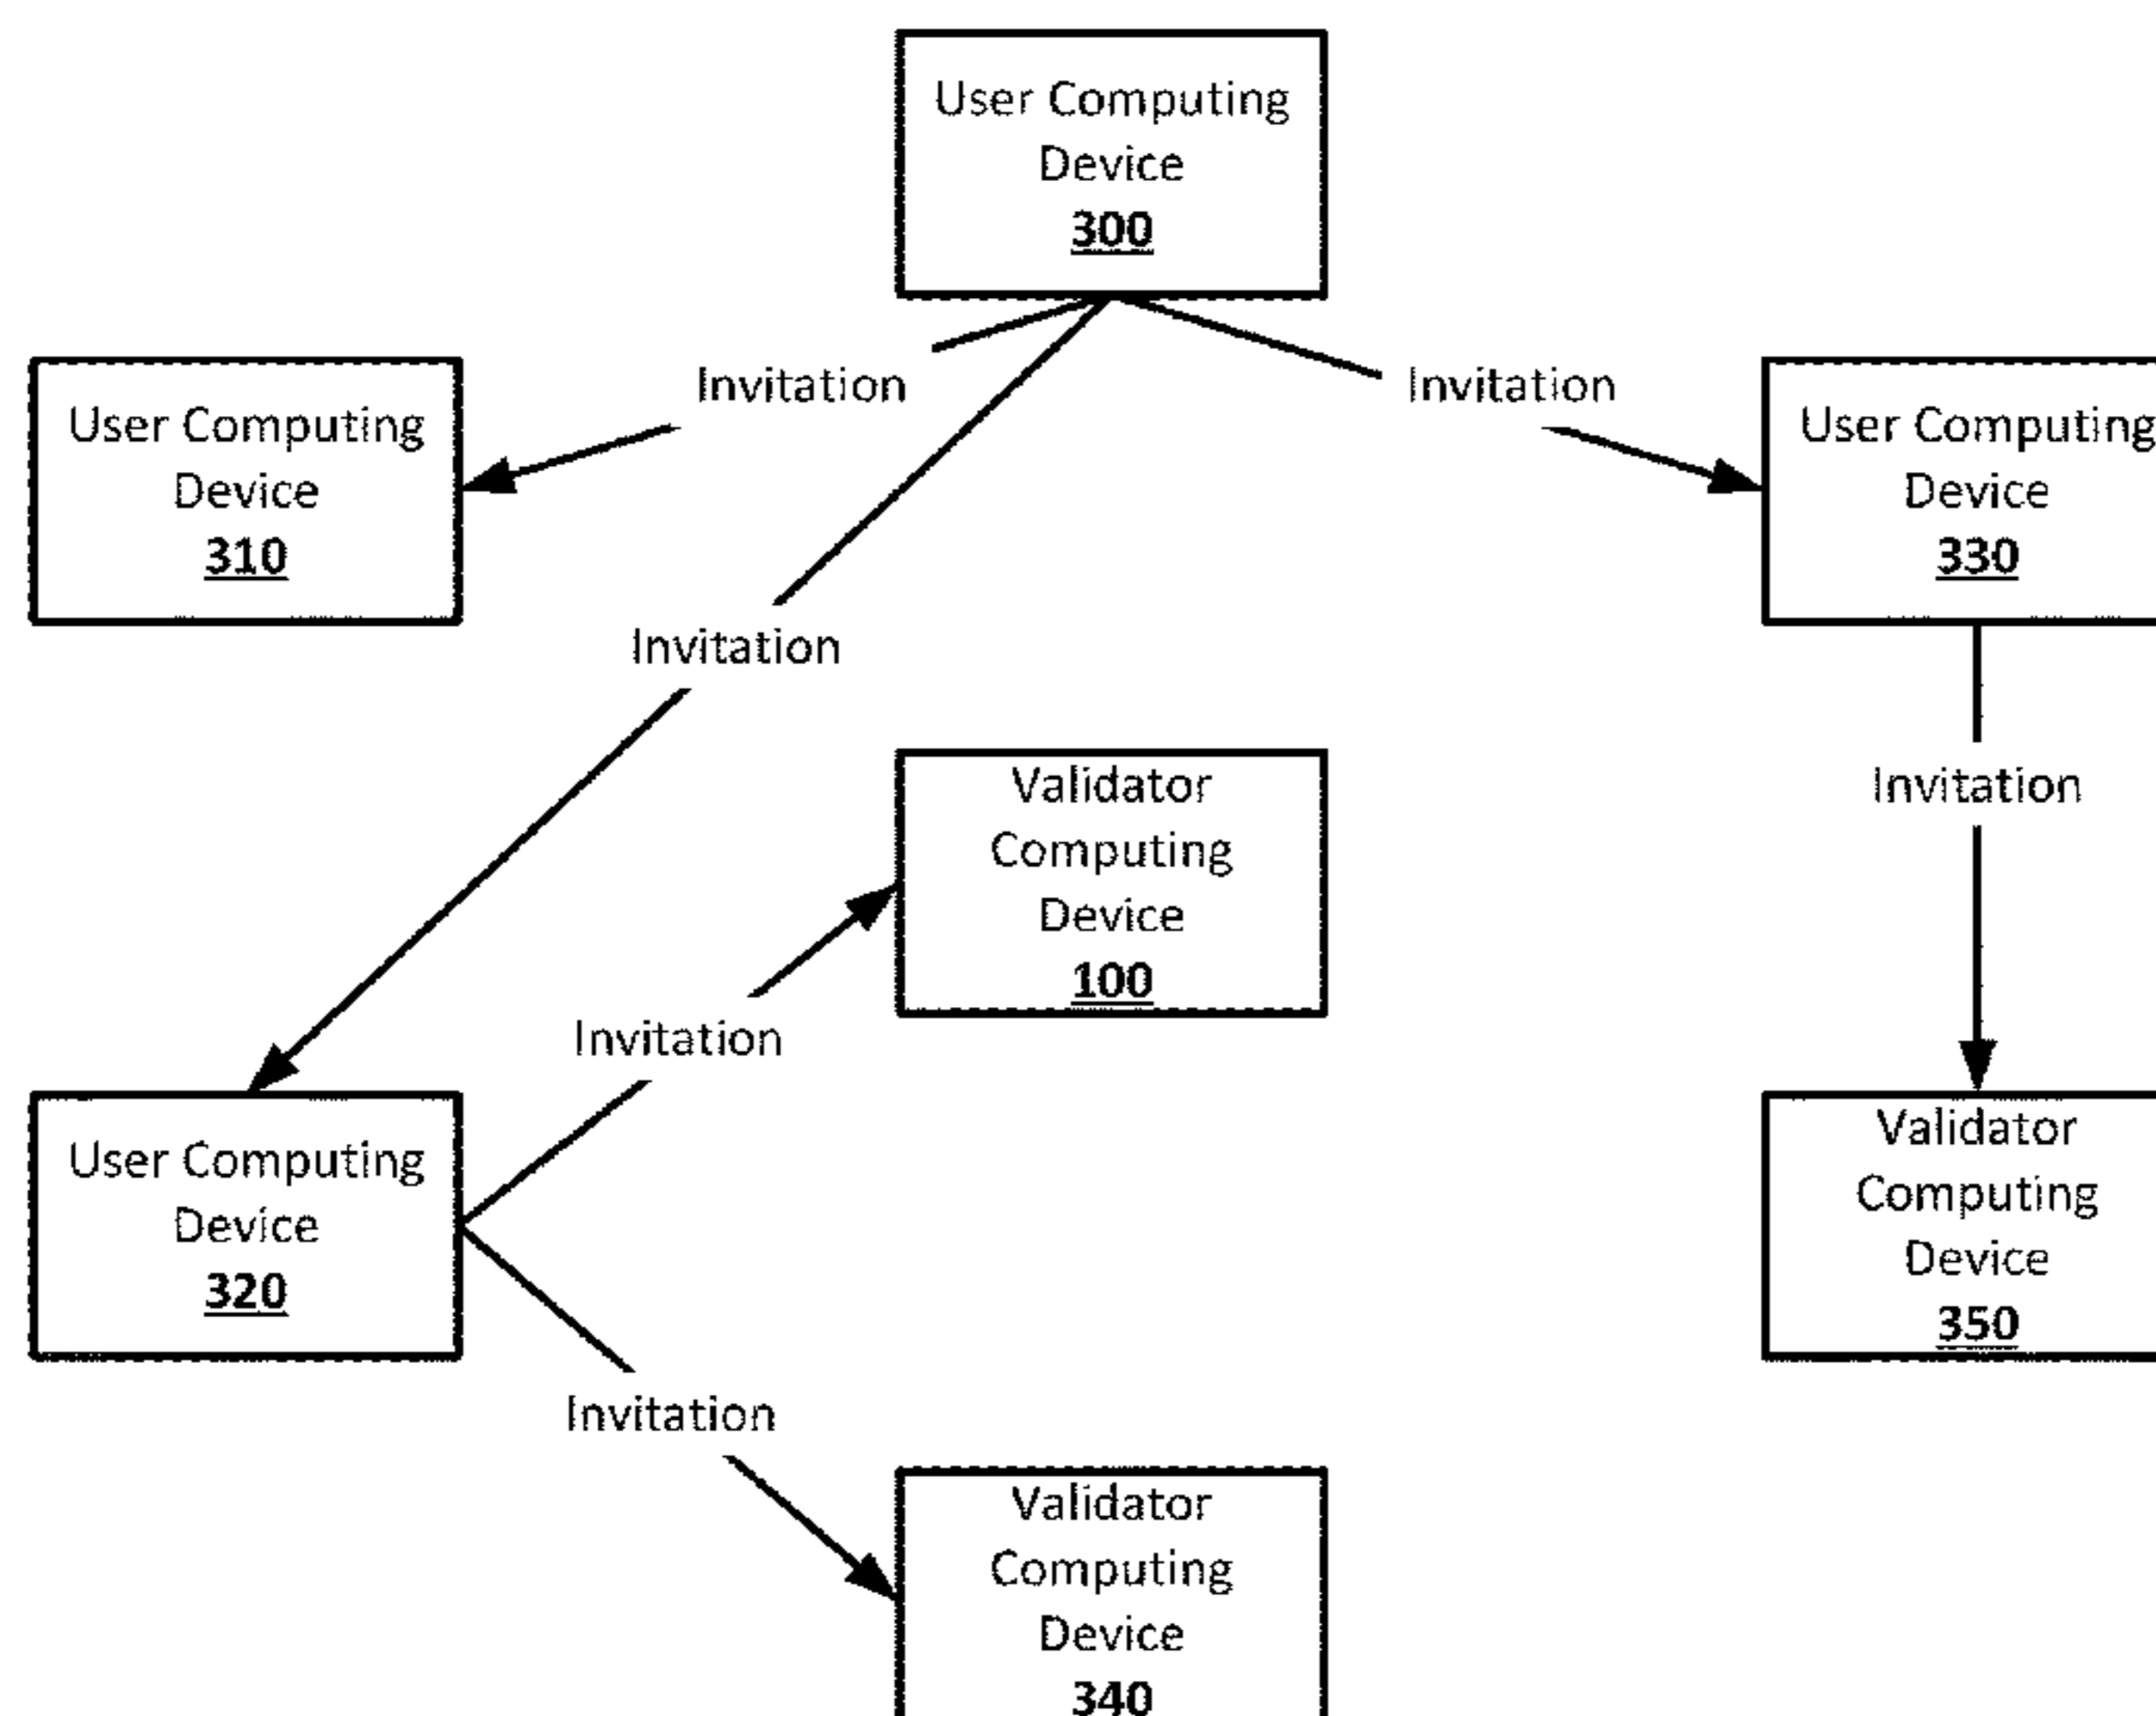 User Computing
Device
300
Invitation
Invitation
User Computing
Device
310
User Computing
Device
330
Invitation
Invitation
Validator
Computing
Device
100
Invitation
User Computing
Device
320
Validator
Computing
Device
350
Invitation
Validator
Computing
Device
340